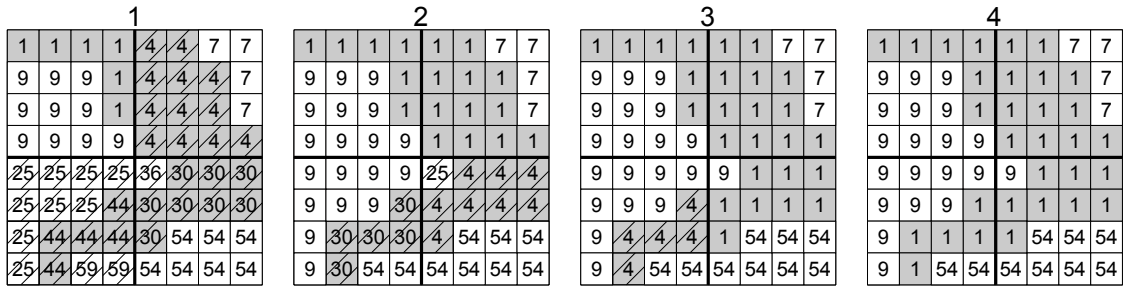 1 2 3 4
1 1 1 1 4 4 7 7 1 1 1 1 1 1 7 7 1 1 1 1 1 1 7 7 1 1 1 1 1 1 7 7
9 9 9 1 4 4 4 7 9 9 9 1 1 1 1 7 9 9 9 1 1 1 1 7 9 9 9 1 1 1 1 7
9 9 9 1 4 4 4 7 9 9 9 1 1 1 1 7 9 9 9 1 1 1 1 7 9 9 9 1 1 1 1 7
9 9 9 9 4 4 4 4 9 9 9 9 1 1 1 1 9 9 9 9 1 1 1 1 9 9 9 9 1 1 1 1
25 25 25 25 36 30 30 30 9 9 9 9 25 4 4 4 9 9 9 9 9 1 1 1 9 9 9 9 9 1 1 1
25 25 25 44 30 30 30 30 9 9 9 30 4 4 4 4 9 9 9 4 1 1 1 1 9 9 9 1 1 1 1 1
25 44 44 44 30 54 54 54 9 30 30 30 4 54 54 54 9 4 4 4 1 54 54 54 9 1 1 1 1 54 54 54
25 44 59 59 54 54 54 54 9 30 54 54 54 54 54 54 9 4 54 54 54 54 54 54 9 1 54 54 54 54 54 54